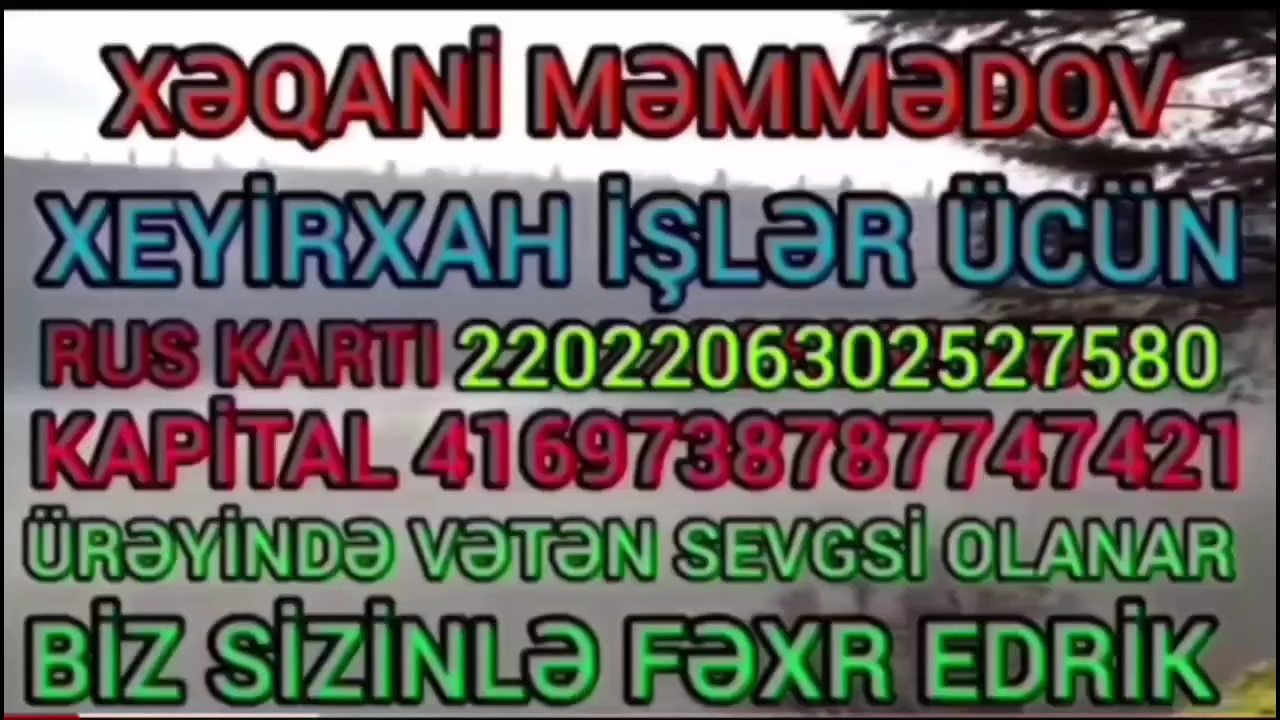 XƏQANİ MƏMMƏDOV
XEYİRXAH İŞLƏR ÜCÜN
RUS KARTI 2202206302527580
KAPİTAL 4169738787747421
ÜRƏYİNDƏ VƏTƏN SEVGSİ OLANAR
BİZ SİZİNLƏ FƏXR EDRİK